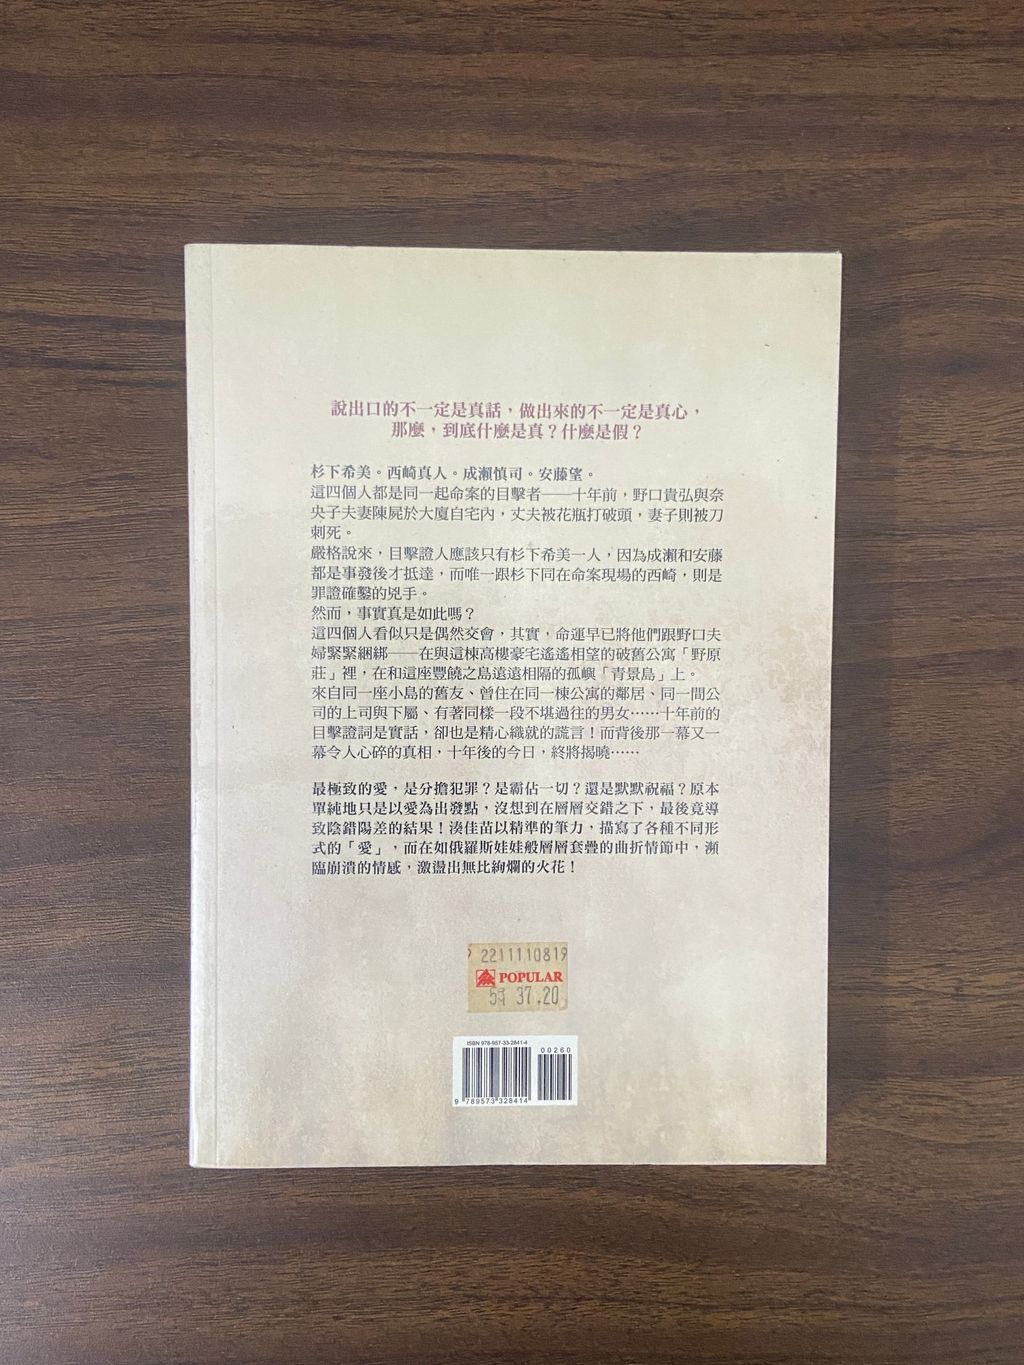 說出口的不一定是真話，做出來的不一定是真心，
那麼，到底什麼是真？什麼是假？
杉下希美。西崎真人。成瀨慎司。安藤望。
這四個人都是同一起命案的目擊者——十年前，野口貴弘與奈
央子夫妻陳屍於大廈自宅內，丈夫被花瓶打破頭，妻子則被刀
刺死。
嚴格說來，目擊證人應該只有杉下希美一人，因為成瀨和安藤
都是事發後才抵達，而唯一跟杉下同在命案現場的西崎，則是
罪證確鑿的兇手。
然而，事實真是如此嗎？
這四個人看似只是偶然交會，其實，命運早已將他們跟野口夫
婦緊緊綑綁——在與這棟高樓豪宅遙遙相望的破舊公寓「野原
莊」裡，在和這座豐饒之島遠遠相隔的孤嶼「青景島」上。
來自同一座小島的舊友、曾住在同一棟公寓的鄰居、同一間公
司的上司與下屬、有著同樣一段不堪過往的男女……十年前的
目擊證詞是實話，卻也是精心織就的謊言！而背後那一幕又一
幕令人心碎的真相，十年後的今日，終將揭曉……
最極致的愛，是分擔犯罪？是霸佔一切？還是默默祝福？原本
單純地只是以愛為出發點，沒想到在層層交錯之下，最後竟導
致陰錯陽差的結果！湊佳苗以精準的筆力，描寫了各種不同形
式的「愛」，而在如俄羅斯娃娃般層層套疊的曲折情節中，瀕
臨崩潰的情感，激盪出無比絢爛的火花！
2211110819
POPULAR
37.20
ISBN 978-957-33-2841-4
00260
9 789573 328414